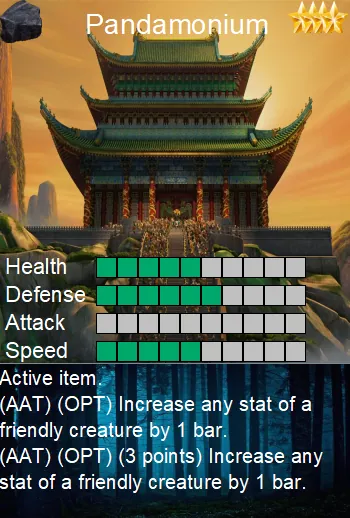 Pandamonium
Health
Defense
Attack
Speed
Active item.
(AAT) (OPT) Increase any stat of a
friendly creature by 1 bar.
(AAT) (OPT) (3 points) Increase any
stat of a friendly creature by 1 bar.